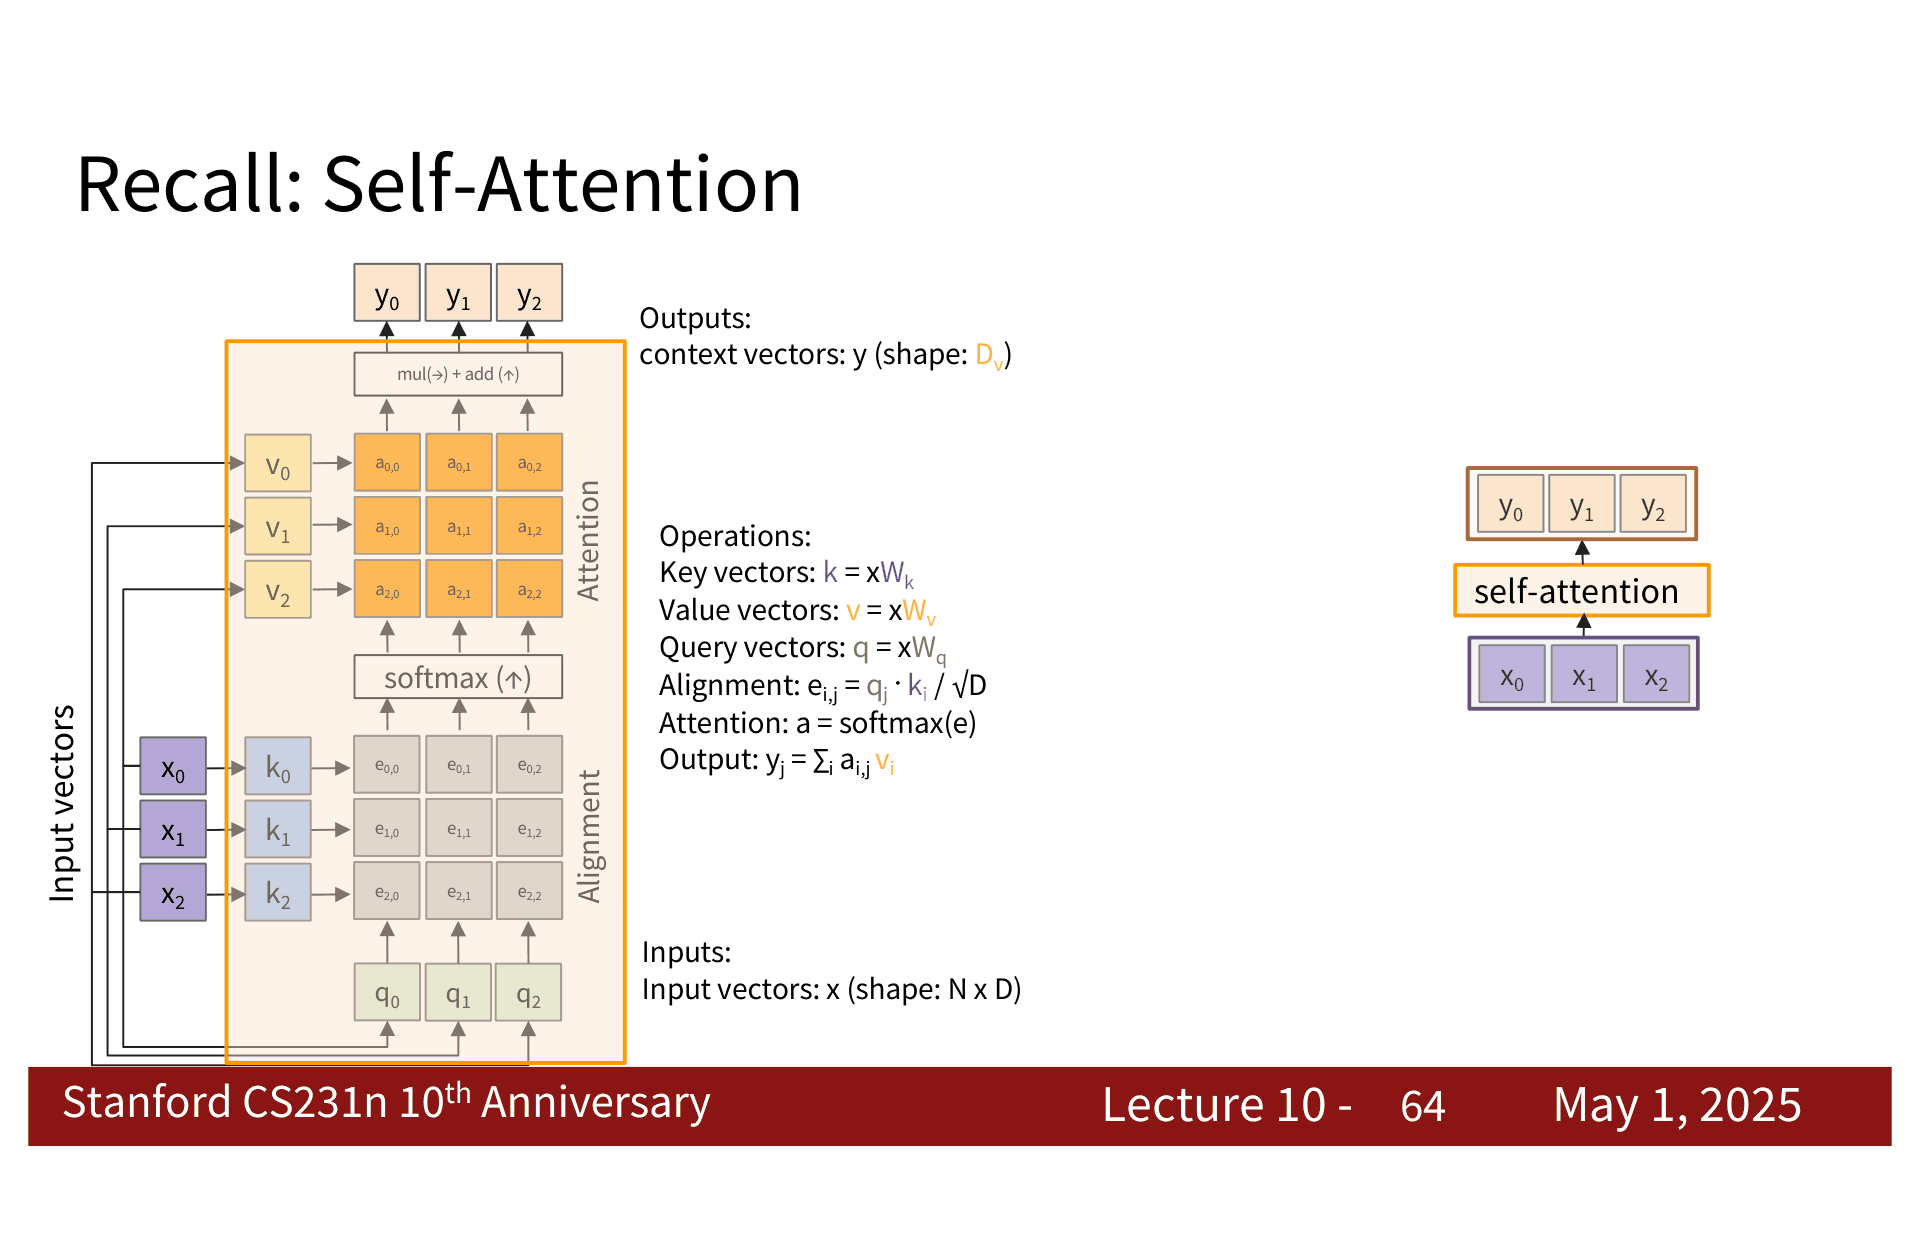 Recall: Self-Attention
y0 y1 y2
mul(→) + add (↑)
v0 a0,0 a0,1 a0,2
v1 a1,0 a1,1 a1,2
v2 a2,0 a2,1 a2,2
Attention
softmax (↑)
Input vectors
x0 k0 e0,0 e0,1 e0,2
x1 k1 e1,0 e1,1 e1,2
x2 k2 e2,0 e2,1 e2,2
Alignment
q0 q1 q2
Outputs:
context vectors: y (shape: Dv)
Operations:
Key vectors: k = xWk
Value vectors: v = xWv
Query vectors: q = xWq
Alignment: ei,j = qj · ki / √D
Attention: a = softmax(e)
Output: yj = ∑i ai,j vi
Inputs:
Input vectors: x (shape: N x D)
y0 y1 y2
self-attention
x0 x1 x2
Stanford CS231n 10th Anniversary
Lecture 10 - 64
May 1, 2025